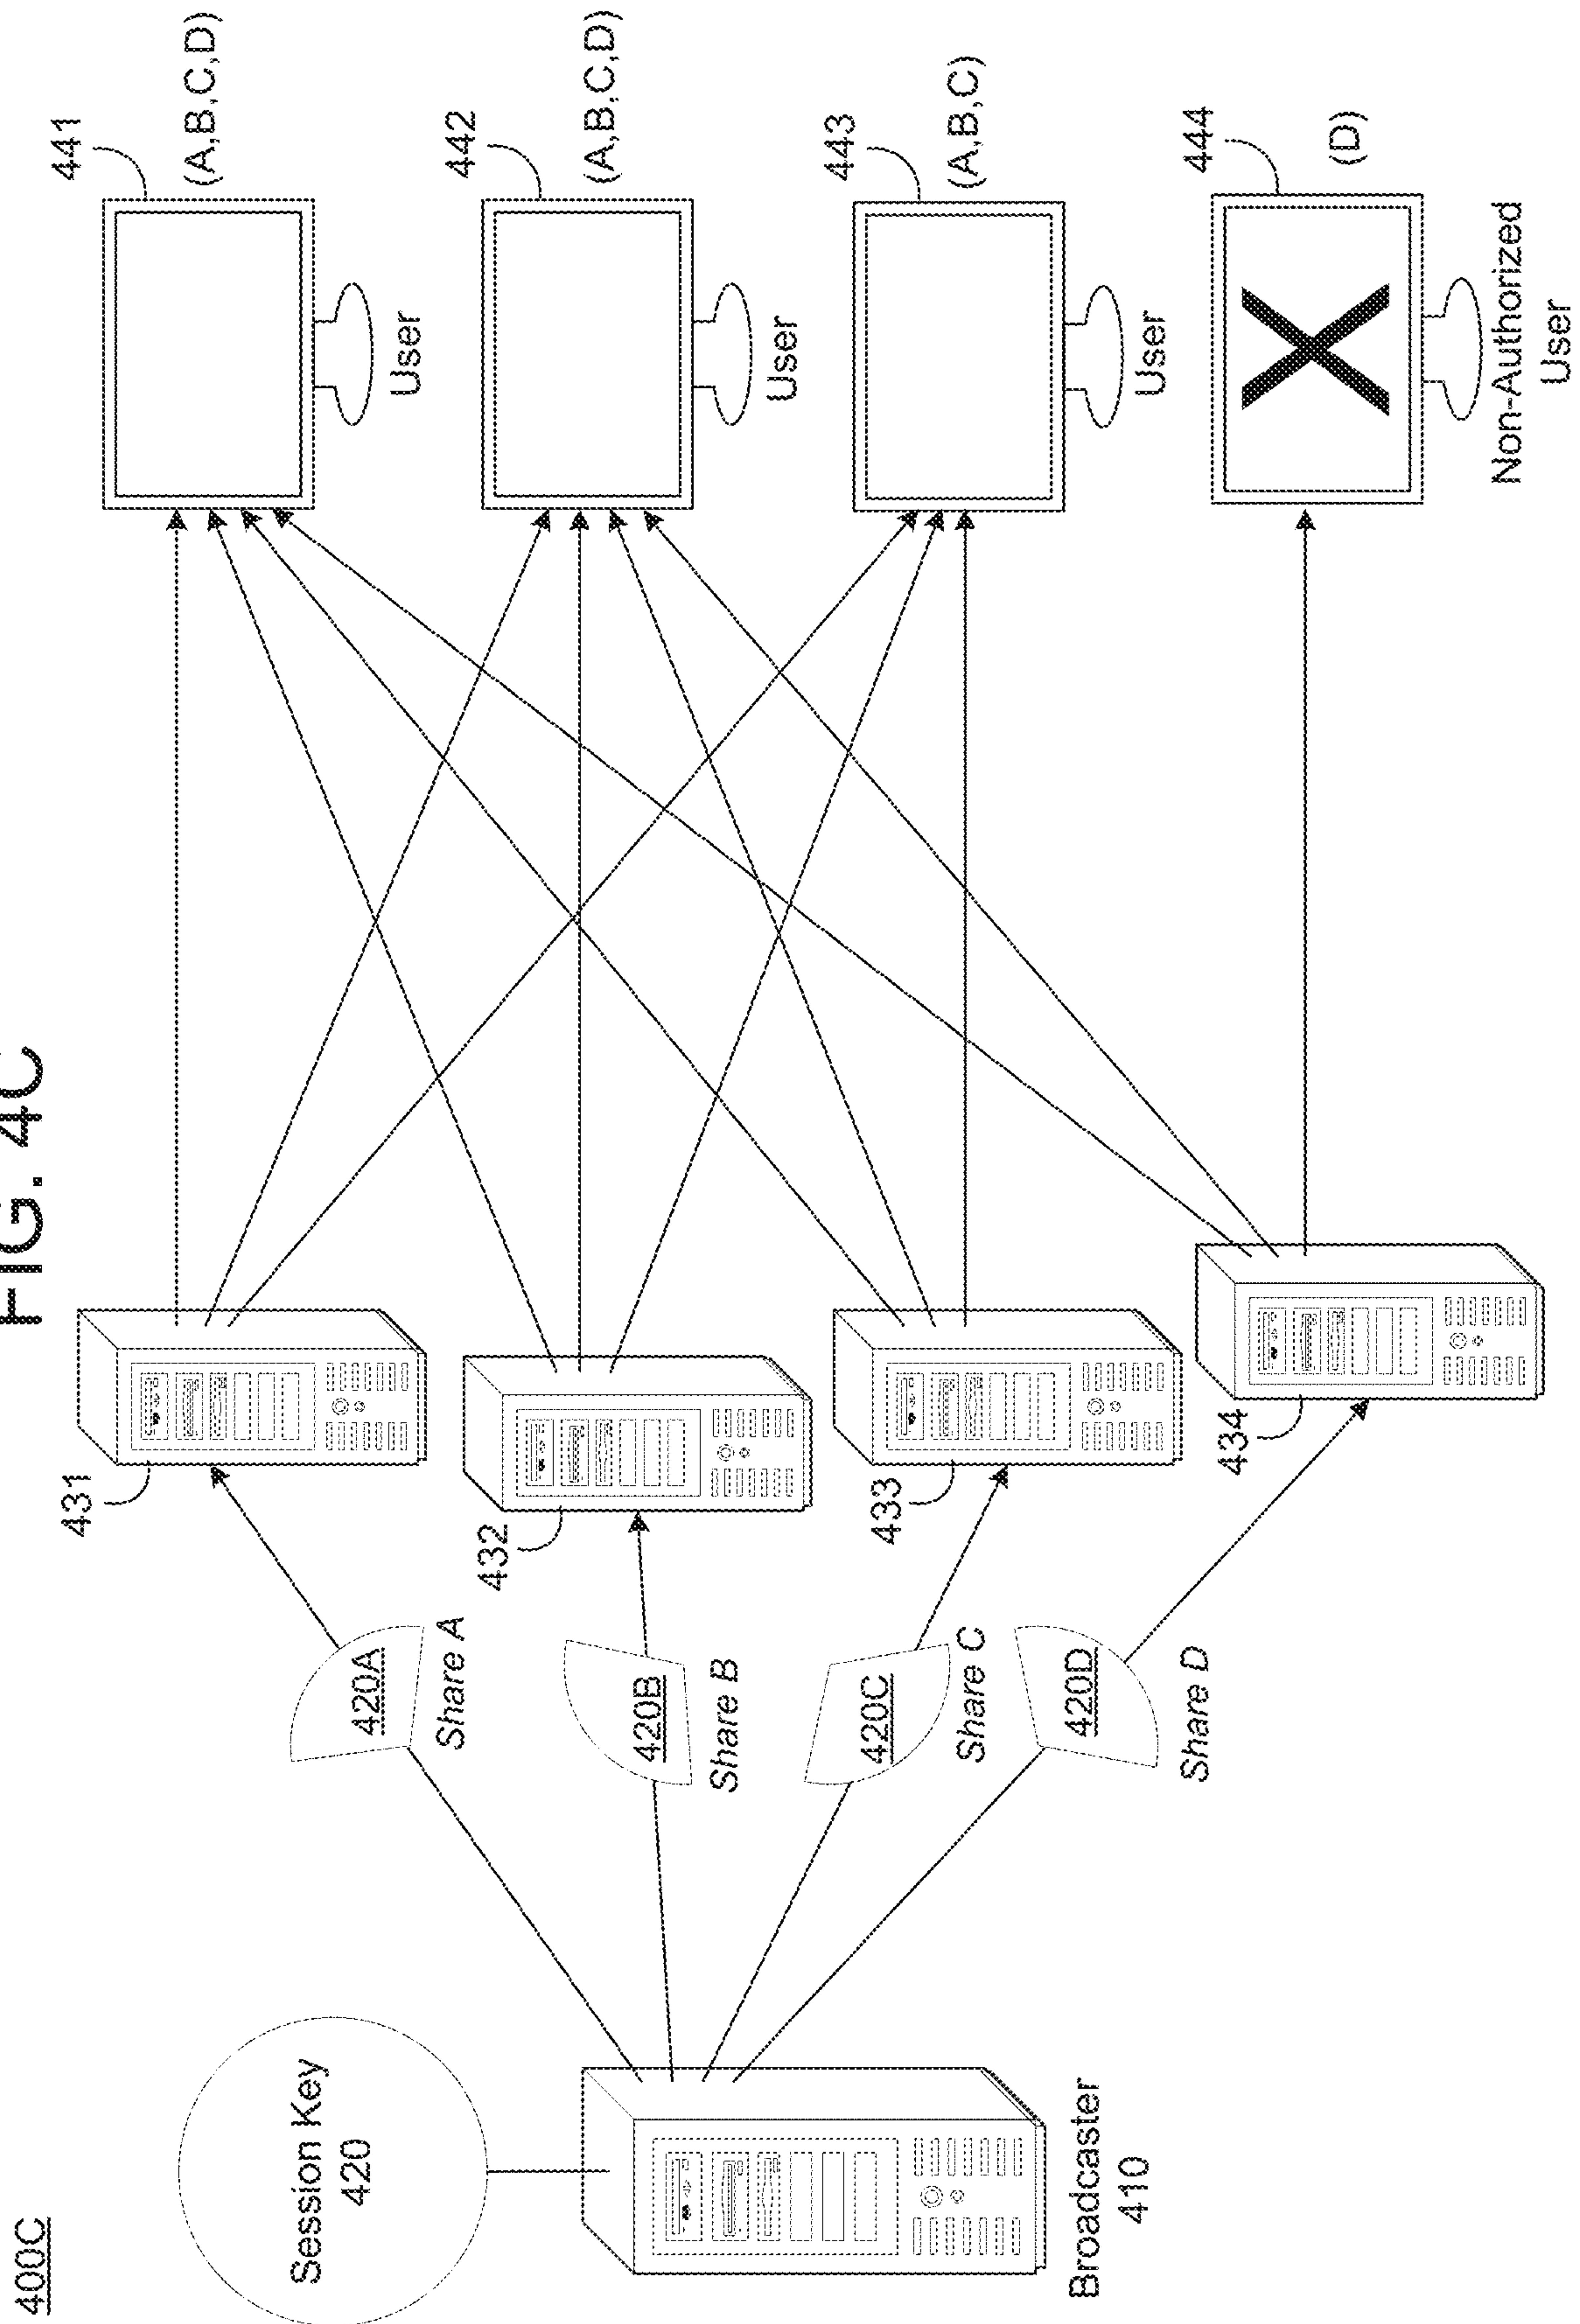 400C
FIG. 4C
Session Key
420
Broadcaster
410
420A
Share A
420B
Share B
420C
Share C
420D
Share D
431
432
433
434
441
(A,B,C,D)
User
442
(A,B,C,D)
User
443
(A,B,C)
User
444
(D)
X
Non-Authorized
User